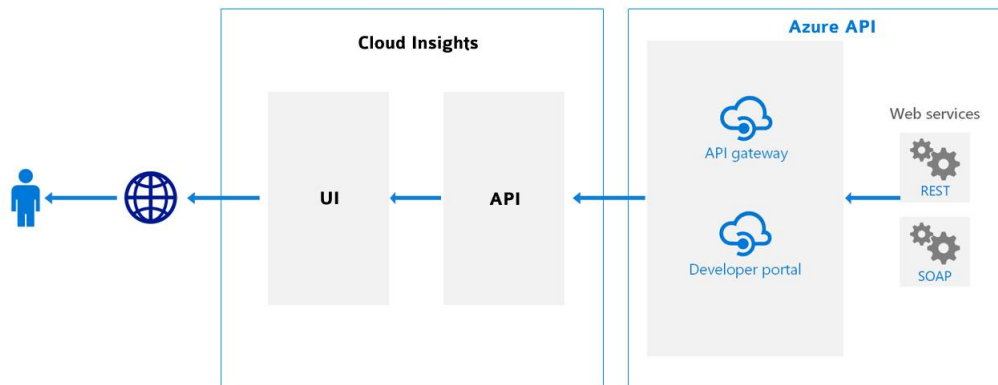 Cloud Insights
UI
API
Azure API
API gateway
Developer portal
Web services
REST
SOAP